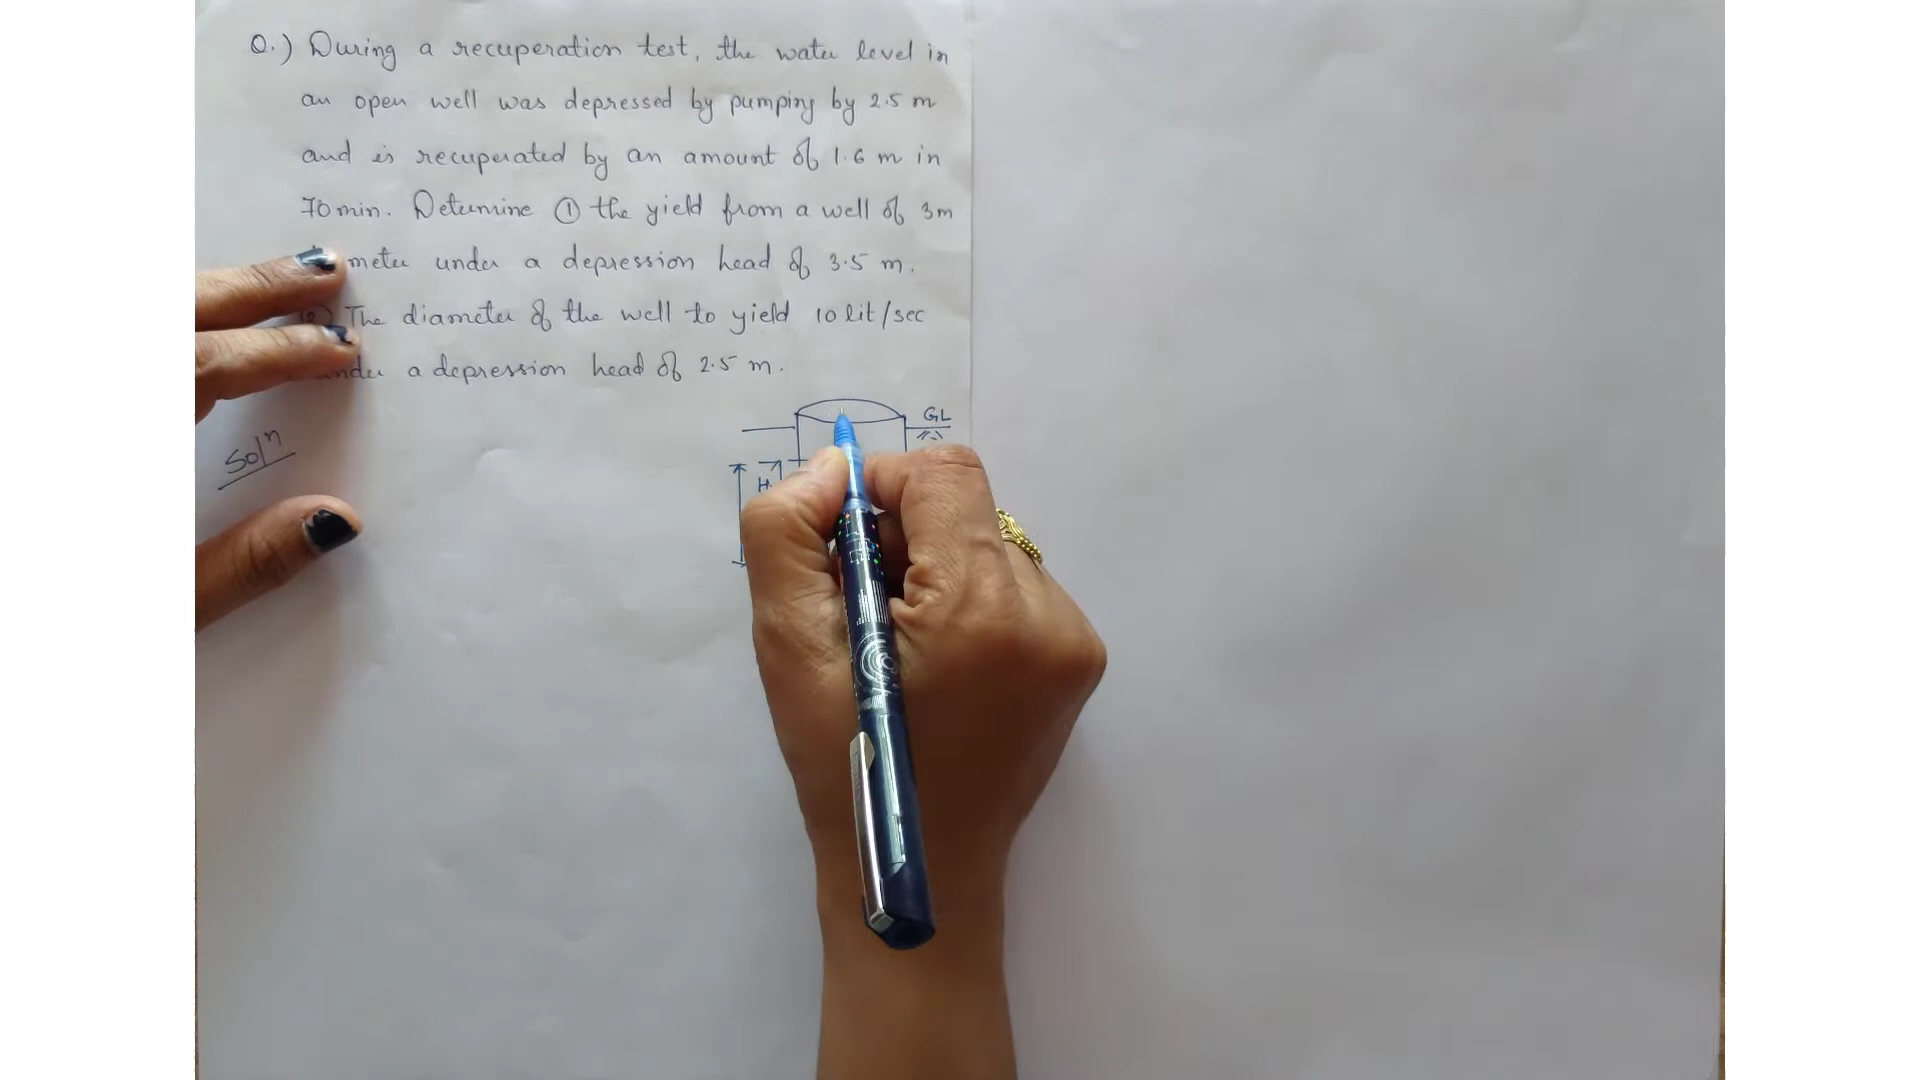 Q.) During a recuperation test, the water level in
an open well was depressed by pumping by 2.5 m
and is recuperated by an amount of 1.6 m in
70 min. Determine ① the yield from a well of 3m
meter under a depression head of 3.5 m.
The diameter of the well to yield 10 lit/sec
a depression head of 2.5 m.
GL
Solⁿ
H